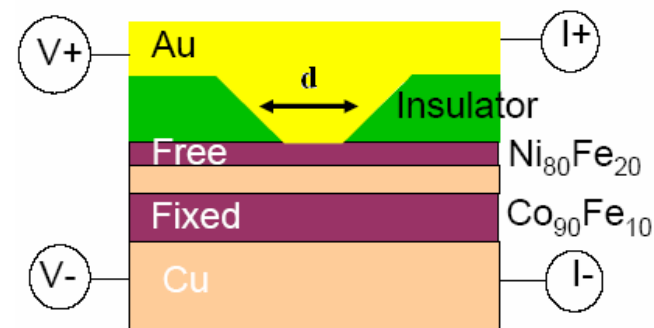 V+
Au
I+
d
Insulator
Free
Ni₈₀Fe₂₀
Fixed
Co₉₀Fe₁₀
V-
Cu
I-